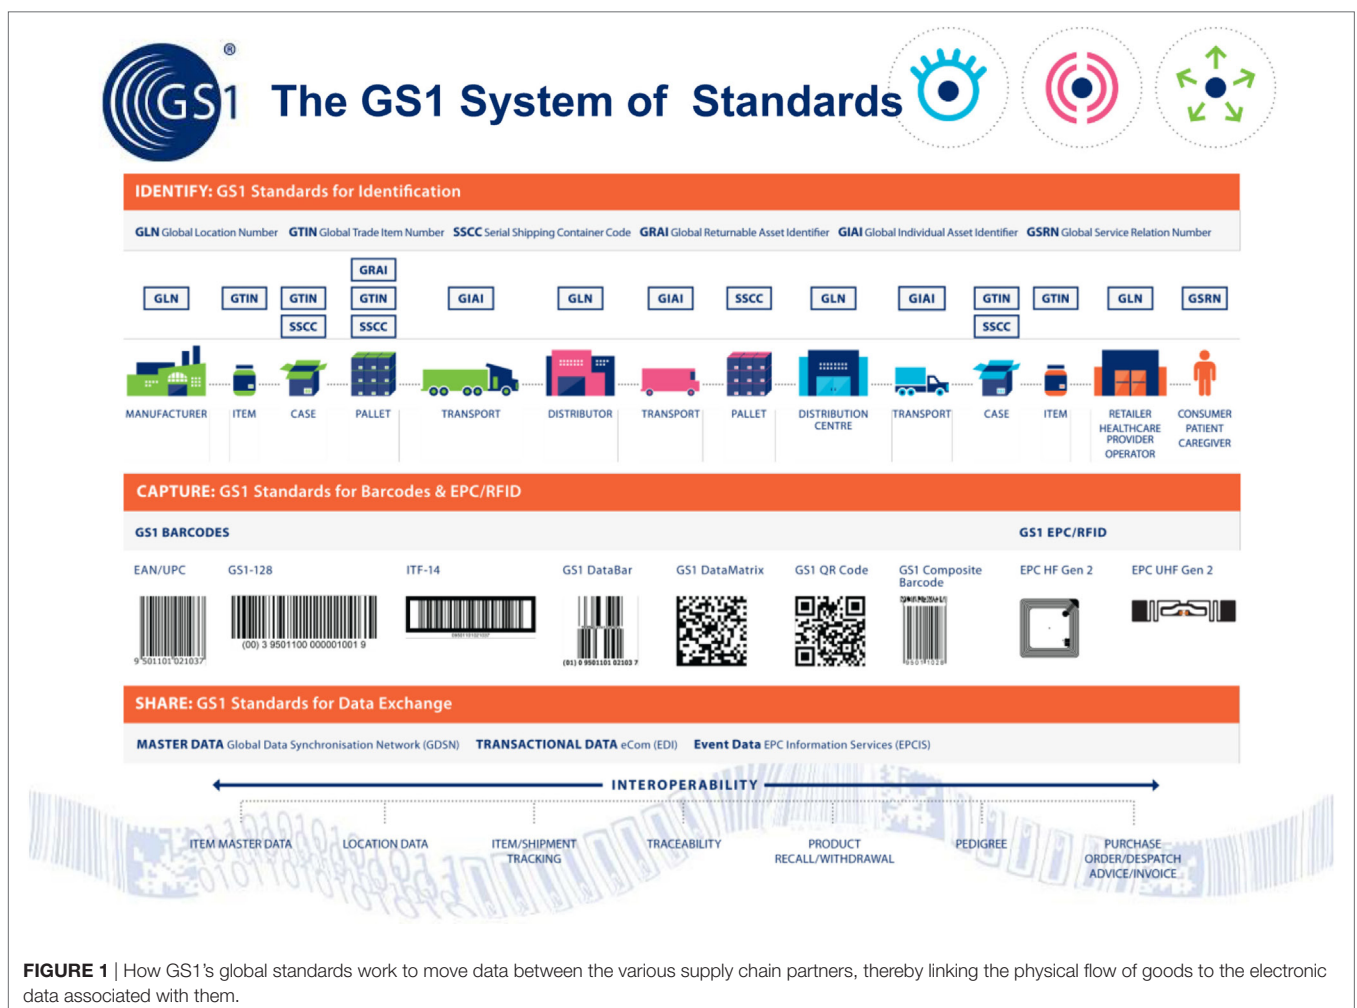 GS1®
The GS1 System of Standards
IDENTIFY: GS1 Standards for Identification
GLN Global Location Number GTIN Global Trade Item Number SSCC Serial Shipping Container Code GRAI Global Returnable Asset Identifier GIAI Global Individual Asset Identifier GSRN Global Service Relation Number
GRAI
GLN GTIN GTIN GTIN GIAI GLN GIAI SSCC GLN GIAI GTIN GTIN GLN GSRN
SSCC SSCC SSCC
MANUFACTURER ITEM CASE PALLET TRANSPORT DISTRIBUTOR TRANSPORT PALLET DISTRIBUTION TRANSPORT CASE ITEM RETAILER CONSUMER
CENTRE HEALTHCARE PATIENT
PROVIDER CAREGIVER
OPERATOR
CAPTURE: GS1 Standards for Barcodes & EPC/RFID
GS1 BARCODES GS1 EPC/RFID
EAN/UPC GS1-128 ITF-14 GS1 DataBar GS1 DataMatrix GS1 QR Code GS1 Composite EPC HF Gen 2 EPC UHF Gen 2
Barcode
(00) 3 9501100 000001001 9
9 501101 021037 (01) 0 9501101 02103 7
SHARE: GS1 Standards for Data Exchange
MASTER DATA Global Data Synchronisation Network (GDSN) TRANSACTIONAL DATA eCom (EDI) Event Data EPC Information Services (EPCIS)
INTEROPERABILITY
ITEM MASTER DATA LOCATION DATA ITEM/SHIPMENT TRACEABILITY PRODUCT PEDIGREE PURCHASE
TRACKING RECALL/WITHDRAWAL ORDER/DESPATCH
ADVICE/INVOICE
FIGURE 1 | How GS1's global standards work to move data between the various supply chain partners, thereby linking the physical flow of goods to the electronic
data associated with them.